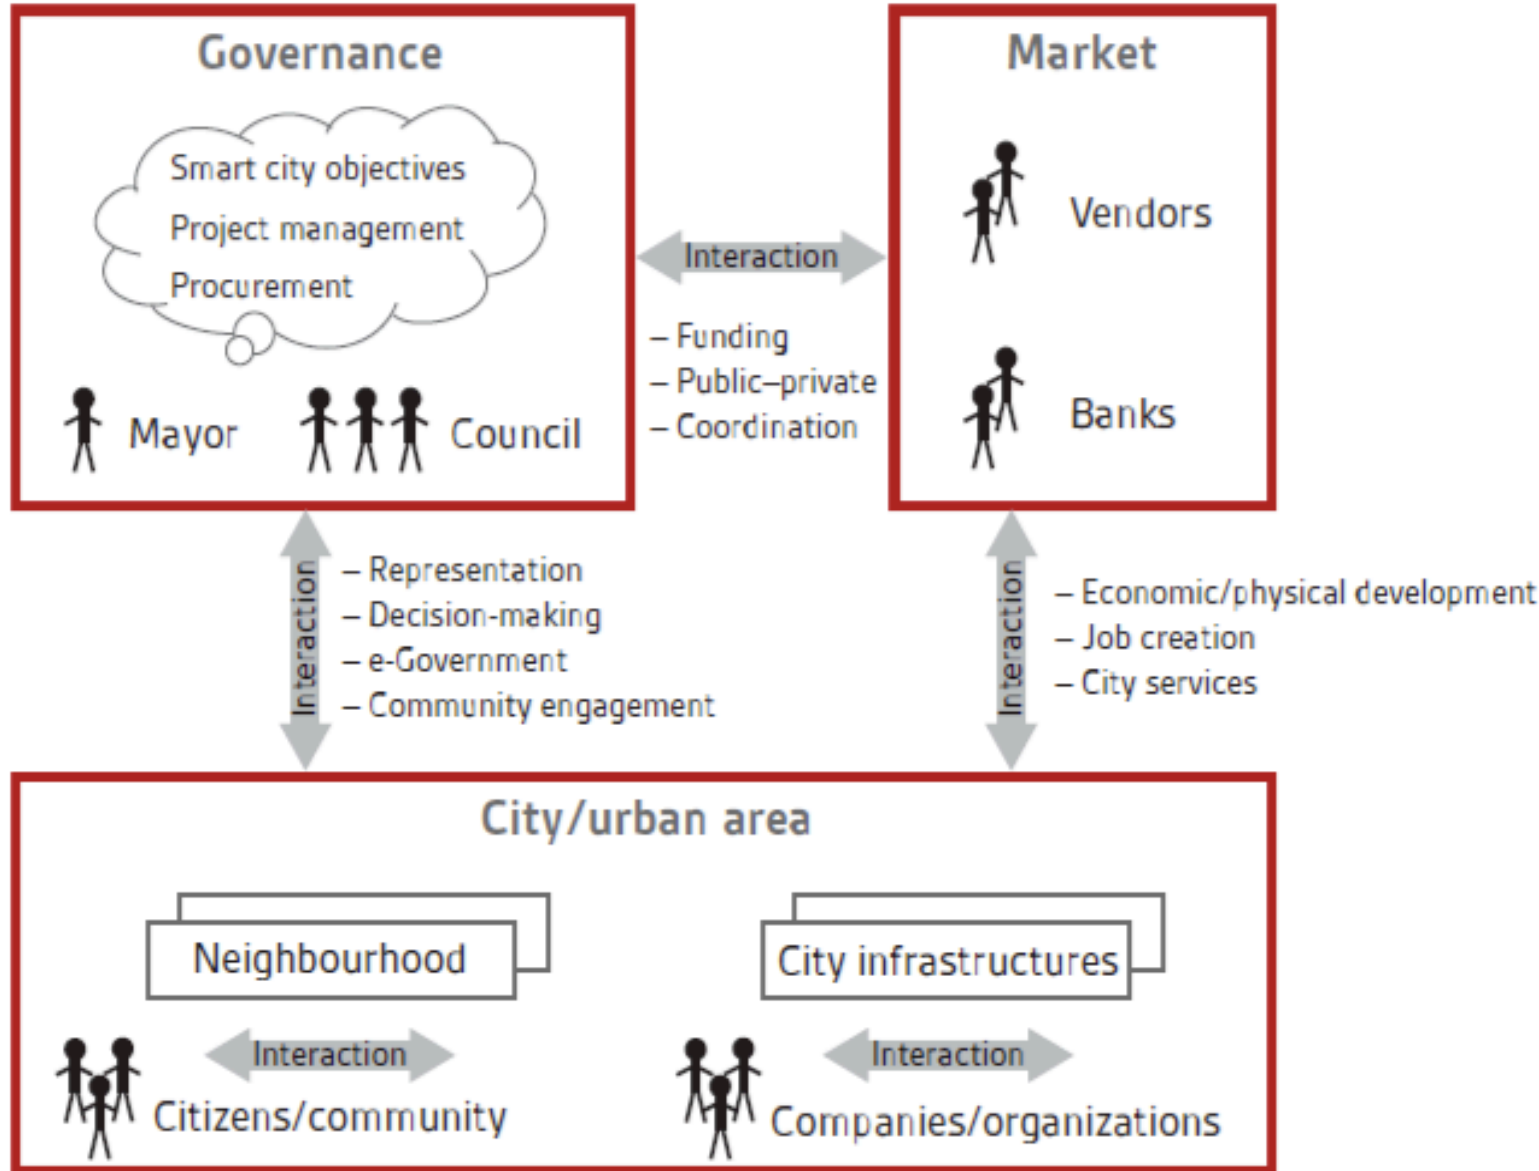 Governance
Smart city objectives
Project management
Procurement
Mayor
Council
Interaction
– Funding
– Public–private
– Coordination
Market
Vendors
Banks
Interaction
– Representation
– Decision-making
– e-Government
– Community engagement
Interaction
– Economic/physical development
– Job creation
– City services
City/urban area
Neighbourhood
Interaction
Citizens/community
City infrastructures
Interaction
Companies/organizations